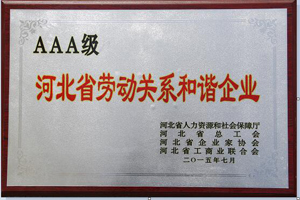 AAA级
河北省劳动关系和谐企业
河北省人力资源和社会保障厅
河北省总工会
河北省企业家协会
河北省工商业联合会
二〇一五年七月